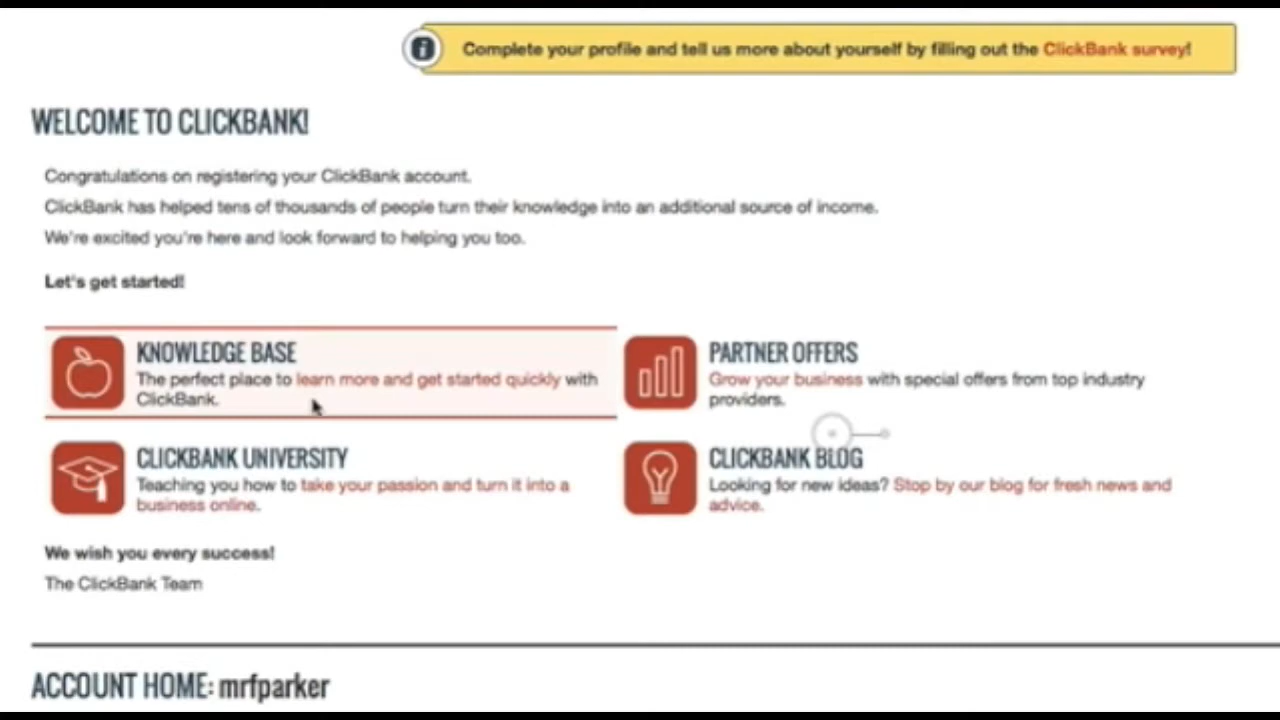 Complete your profile and tell us more about yourself by filling out the ClickBank survey!
WELCOME TO CLICKBANK!
Congratulations on registering your ClickBank account.
ClickBank has helped tens of thousands of people turn their knowledge into an additional source of income.
We're excited you're here and look forward to helping you too.
Let's get started!
KNOWLEDGE BASE
The perfect place to learn more and get started quickly with
ClickBank.
PARTNER OFFERS
Grow your business with special offers from top industry
providers.
CLICKBANK UNIVERSITY
Teaching you how to take your passion and turn it into a
business online.
CLICKBANK BLOG
Looking for new ideas? Stop by our blog for fresh news and
advice.
We wish you every success!
The ClickBank Team
ACCOUNT HOME: mrfparker